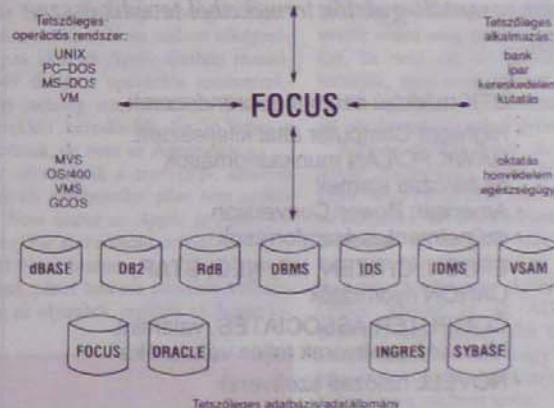 Tetszőleges
operációs rendszer:
UNIX
PC–DOS
MS–DOS
VM
MVS
OS/400
VMS
GCOS
FOCUS
Tetszőleges
alkalmazás:
bank
ipar
kereskedelem
kutatás
oktatás
honvédelem
egészségügy
dBASE
DB2
RdB
DBMS
IDS
IDMS
VSAM
FOCUS
ORACLE
INGRES
SYBASE
Tetszőleges adatbázis/adatállomány